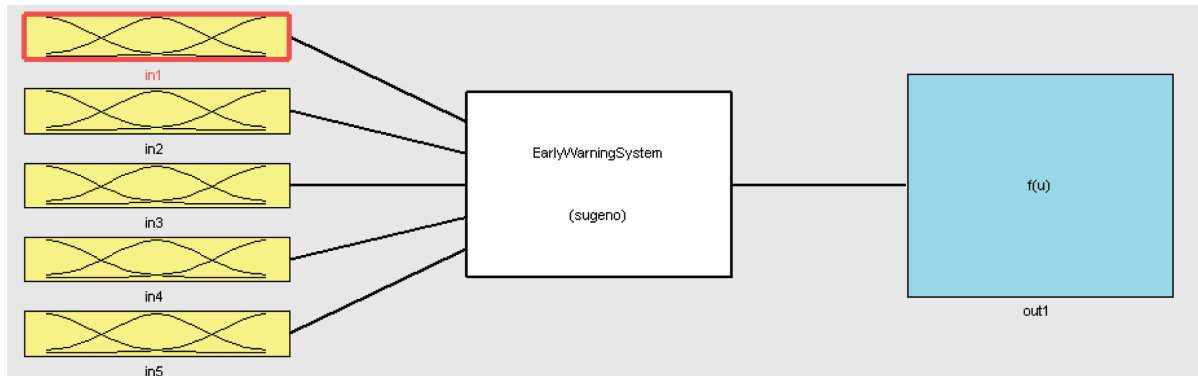 in1
in2
in3
in4
in5
EarlyWarningSystem
(sugeno)
f(u)
out1